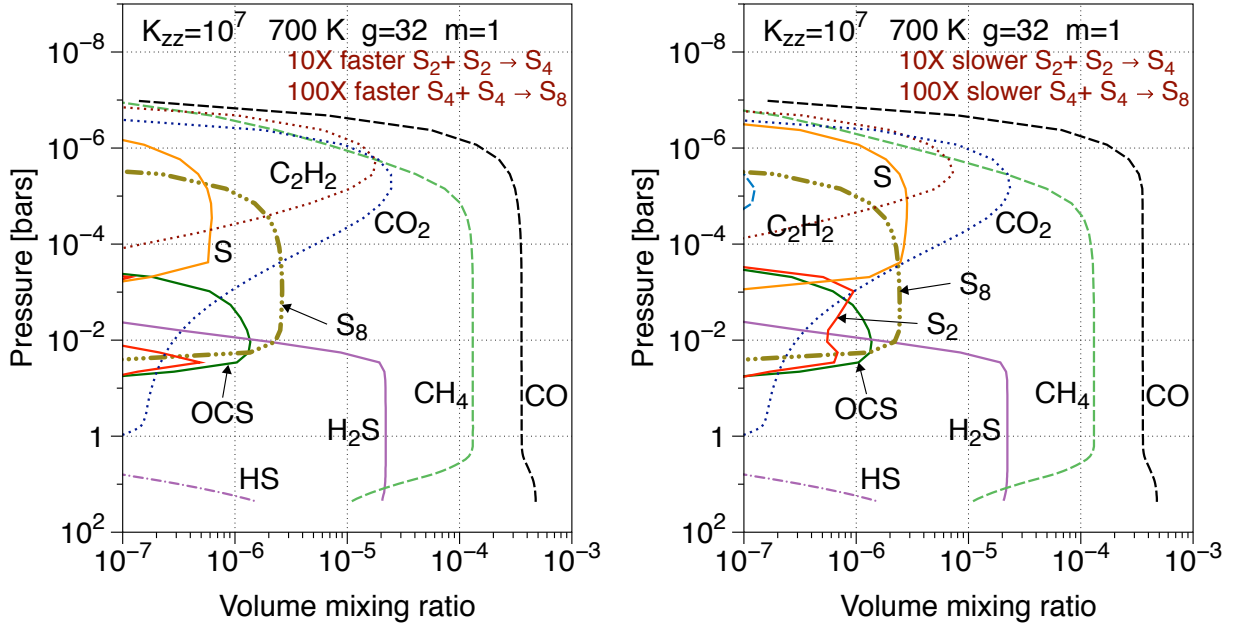 K_zz=10^7 700 K g=32 m=1
10X faster S_2+ S_2 → S_4
100X faster S_4+ S_4 → S_8
10^-8
10^-6
10^-4
10^-2
1
10^2
Pressure [bars]
C_2H_2
S
CO_2
S_8
OCS
H_2S
CH_4
CO
HS
10^-7 10^-6 10^-5 10^-4 10^-3
Volume mixing ratio
K_zz=10^7 700 K g=32 m=1
10X slower S_2+ S_2 → S_4
100X slower S_4+ S_4 → S_8
10^-8
10^-6
10^-4
10^-2
1
10^2
Pressure [bars]
S
C_2H_2
CO_2
S_8
S_2
OCS
H_2S
CH_4
CO
HS
10^-7 10^-6 10^-5 10^-4 10^-3
Volume mixing ratio